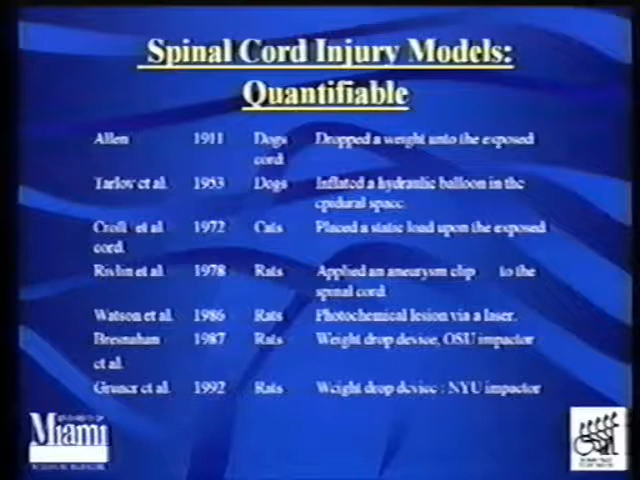 Spinal Cord Injury Models:
Quantifiable
Allen 1911 Dogs Dropped a weight unto the exposed
cord.
Tarlov et al. 1953 Dogs Inflated a hydraulic balloon in the
epidural space.
Croft et al. 1972 Cats Placed a static load upon the exposed
cord.
Rivlin et al. 1978 Rats Applied an aneurysm clip to the
spinal cord.
Watson et al. 1986 Rats Photochemical lesion via a laser.
Bresnahan 1987 Rats Weight drop device, OSU impactor
et al.
Gruner et al. 1992 Rats Weight drop device : NYU impactor
UNIVERSITY OF
Miami